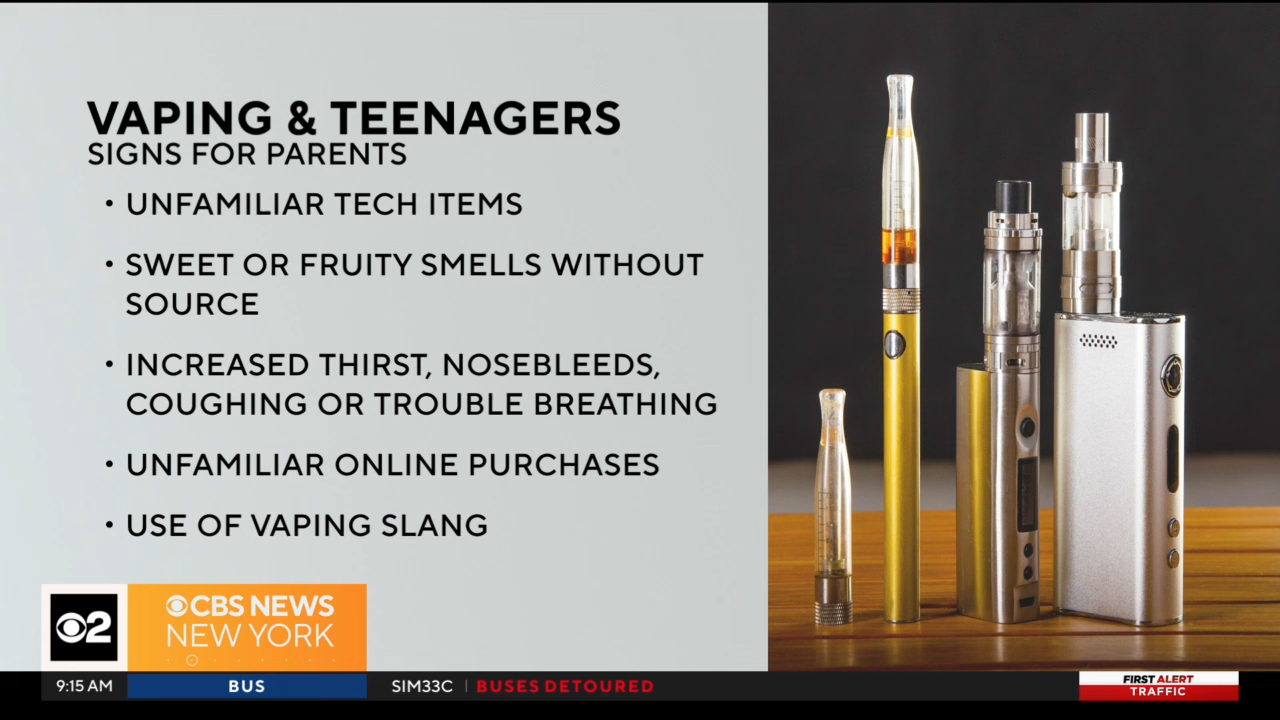 VAPING & TEENAGERS
SIGNS FOR PARENTS
• UNFAMILIAR TECH ITEMS
• SWEET OR FRUITY SMELLS WITHOUT
SOURCE
• INCREASED THIRST, NOSEBLEEDS,
COUGHING OR TROUBLE BREATHING
• UNFAMILIAR ONLINE PURCHASES
• USE OF VAPING SLANG
2
CBS NEWS
NEW YORK
9:15 AM
BUS
SIM33C | BUSES DETOURED
FIRST ALERT
TRAFFIC